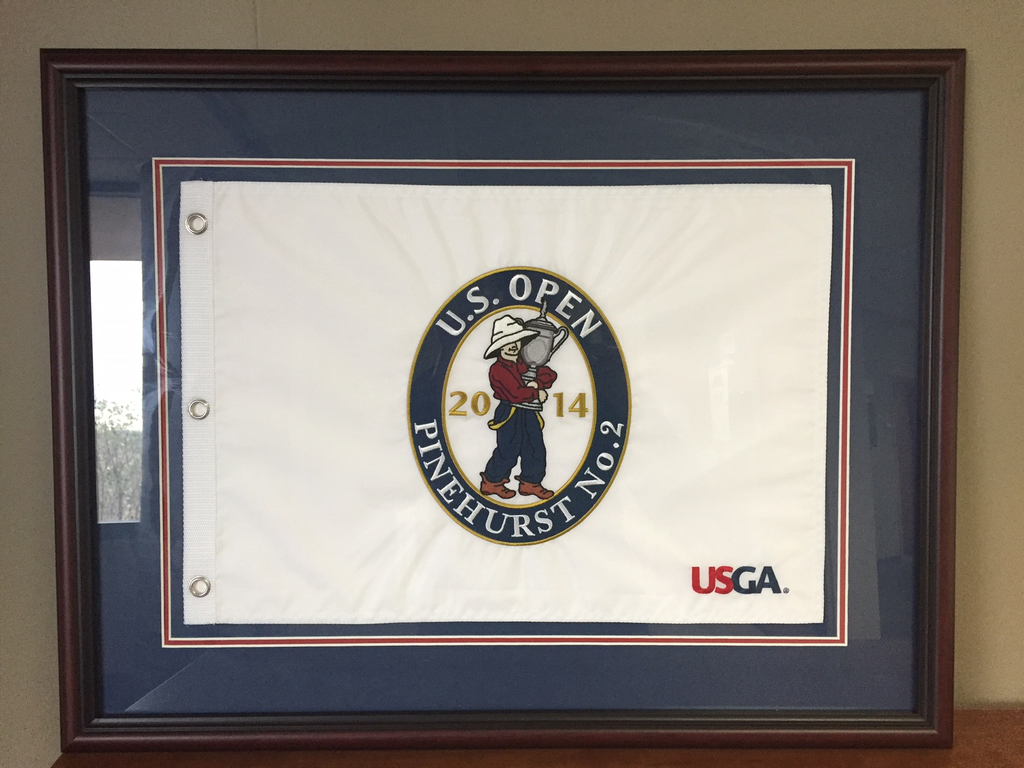 U.S. OPEN
20 14
PINEHURST No. 2
USGA®